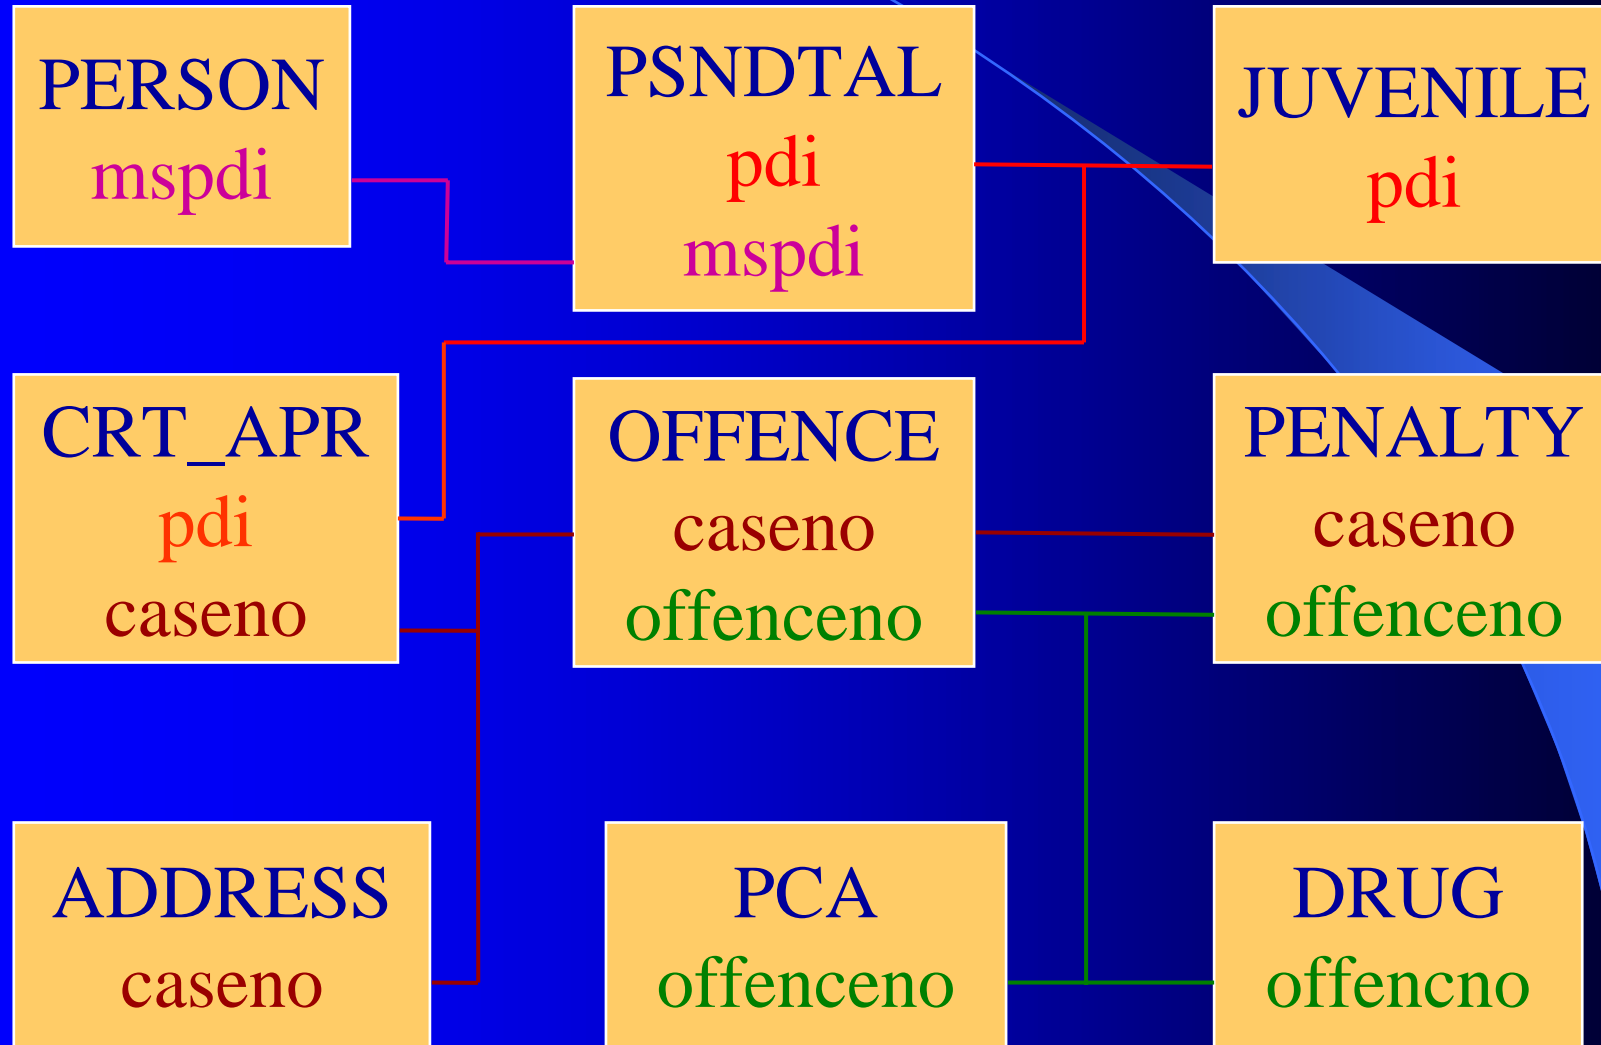 PERSON
mspdi
PSNDTAL
pdi
mspdi
JUVENILE
pdi
CRT_APR
pdi
caseno
OFFENCE
caseno
offenceno
PENALTY
caseno
offenceno
ADDRESS
caseno
PCA
offenceno
DRUG
offencno